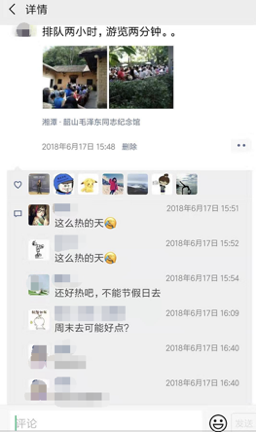 详情
排队两小时，游览两分钟。。
湘潭·韶山毛泽东同志纪念馆
2018年6月17日 15:48 删除
2018年6月17日 15:51
这么热的天
2018年6月17日 15:52
这么热的天
2018年6月17日 15:54
还好热吧，不能节假日去
2018年6月17日 16:09
周末去可能好点？
2018年6月17日 16:40
2018年6月17日 16:40
评论
发送